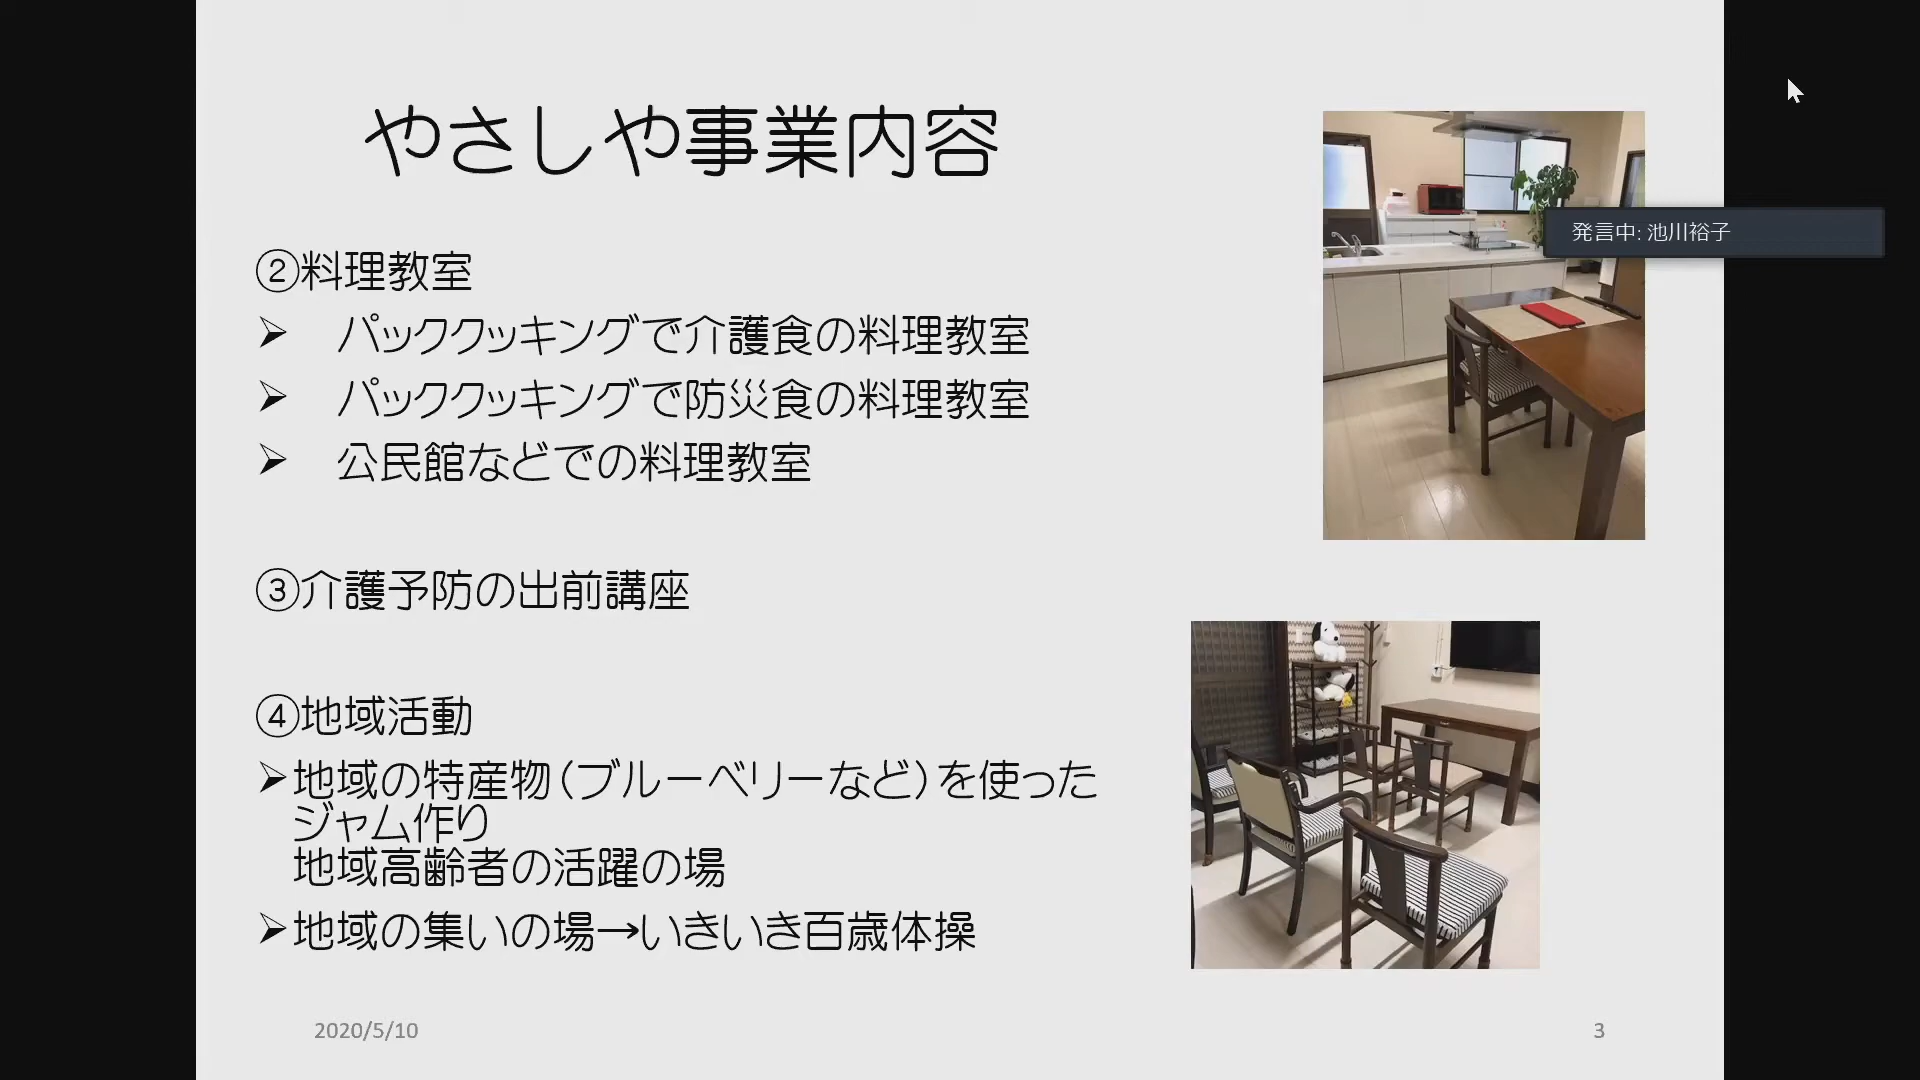 やさしや事業内容
発言中: 池川裕子
②料理教室
➢ パッククッキングで介護食の料理教室
➢ パッククッキングで防災食の料理教室
➢ 公民館などでの料理教室
③介護予防の出前講座
④地域活動
➢地域の特産物(ブルーベリーなど)を使った
ジャム作り
地域高齢者の活躍の場
➢地域の集いの場→いきいき百歳体操
2020/5/10
3